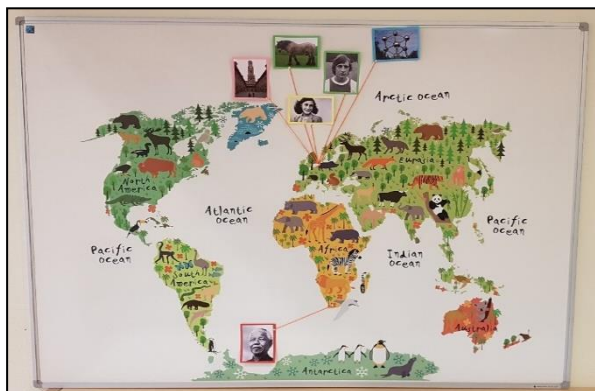 Arctic ocean
Eurasia
North
America
Atlantic
ocean
Pacific
ocean
Pacific
ocean
Africa
Indian
Ocean
South
America
Australia
Antarctica